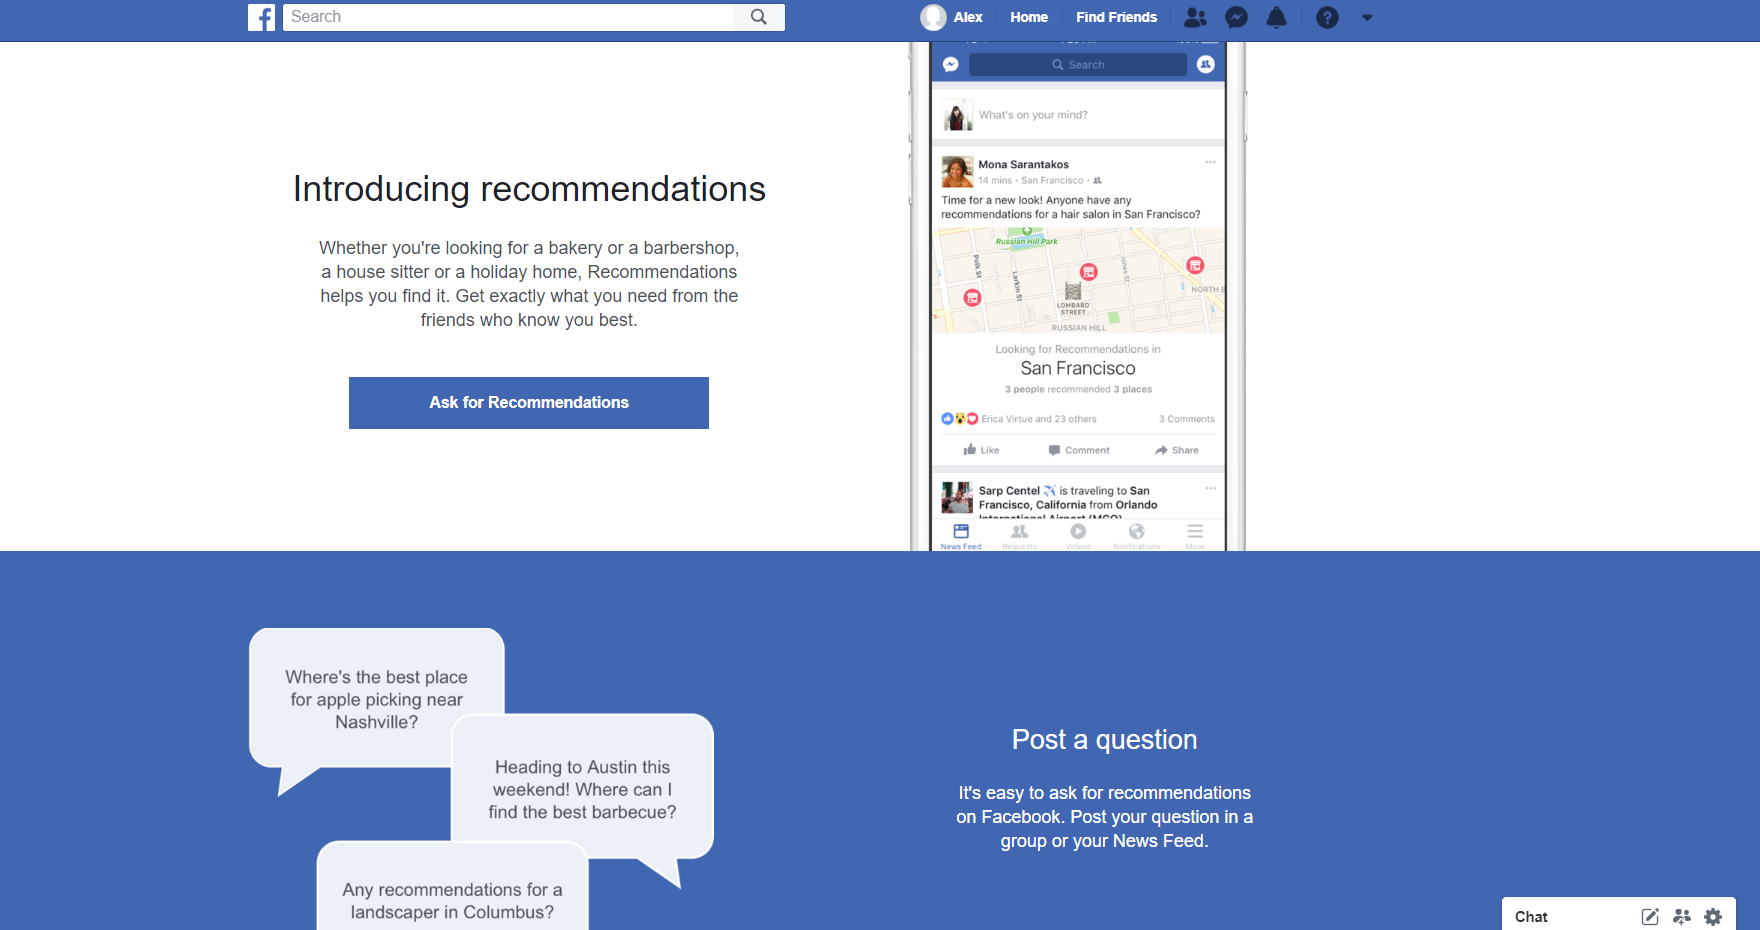 Search
Alex
Home
Find Friends
Search
What's on your mind?
Mona Sarantakos
14 mins · San Francisco ·
Time for a new look! Anyone have any
recommendations for a hair salon in San Francisco?
Russian Hill Park
Polk St
Larkin St
Jones St
NORTH B
LOMBARD
STREET
RUSSIAN HILL
Looking for Recommendations in
San Francisco
3 people recommended 3 places
Erica Virtue and 23 others
3 Comments
Like
Comment
Share
Sarp Centel ✈️ is traveling to San
Francisco, California from Orlando
International Airport (MCO)
News Feed
Requests
Videos
Notifications
More
Introducing recommendations
Whether you're looking for a bakery or a barbershop,
a house sitter or a holiday home, Recommendations
helps you find it. Get exactly what you need from the
friends who know you best.
Ask for Recommendations
Where's the best place
for apple picking near
Nashville?
Heading to Austin this
weekend! Where can I
find the best barbecue?
Any recommendations for a
landscaper in Columbus?
Post a question
It's easy to ask for recommendations
on Facebook. Post your question in a
group or your News Feed.
Chat